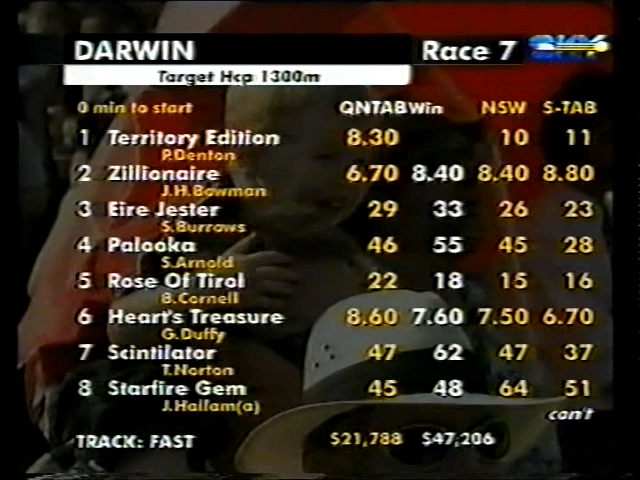 DARWIN Race 7 SKY
Target Hcp 1300m
0 min to start QNTAB Win NSW S-TAB
1 Territory Edition 8.30 10 11
P.Denton
2 Zillionaire 6.70 8.40 8.40 8.80
J.H.Bowman
3 Eire Jester 29 33 26 23
S.Burrows
4 Palooka 46 55 45 28
S.Arnold
5 Rose Of Tirol 22 18 15 16
B.Cornell
6 Heart's Treasure 8.60 7.60 7.50 6.70
G.Duffy
7 Scintilator 47 62 47 37
T.Norton
8 Starfire Gem 45 48 64 51
J.Hallam(a)
can't
TRACK: FAST $21,788 $47,206